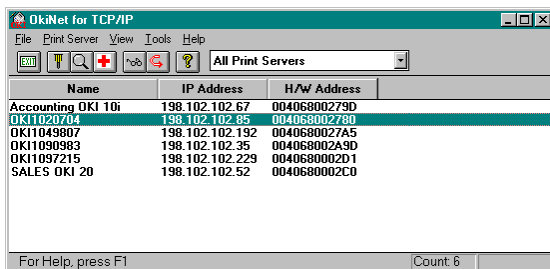 OkiNet for TCP/IP
File Print Server View Tools Help
EXIT All Print Servers
Name IP Address H/W Address
Accounting OKI 10i 198.102.102.67 00406800279D
OKI1020704 198.102.102.85 004068002780
OKI1049807 198.102.102.192 0040680027A5
OKI1090983 198.102.102.35 004068002A9D
OKI1097215 198.102.102.229 0040680002D1
SALES OKI 20 198.102.102.52 0040680002C0
For Help, press F1 Count: 6